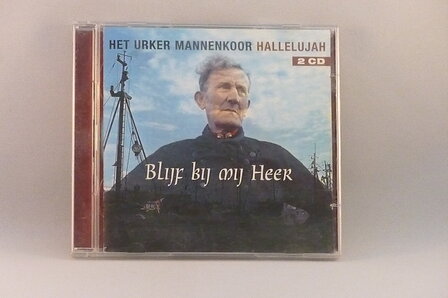 HET URKER MANNENKOOR HALLELUJAH
2 CD
Blijf bij mij Heer